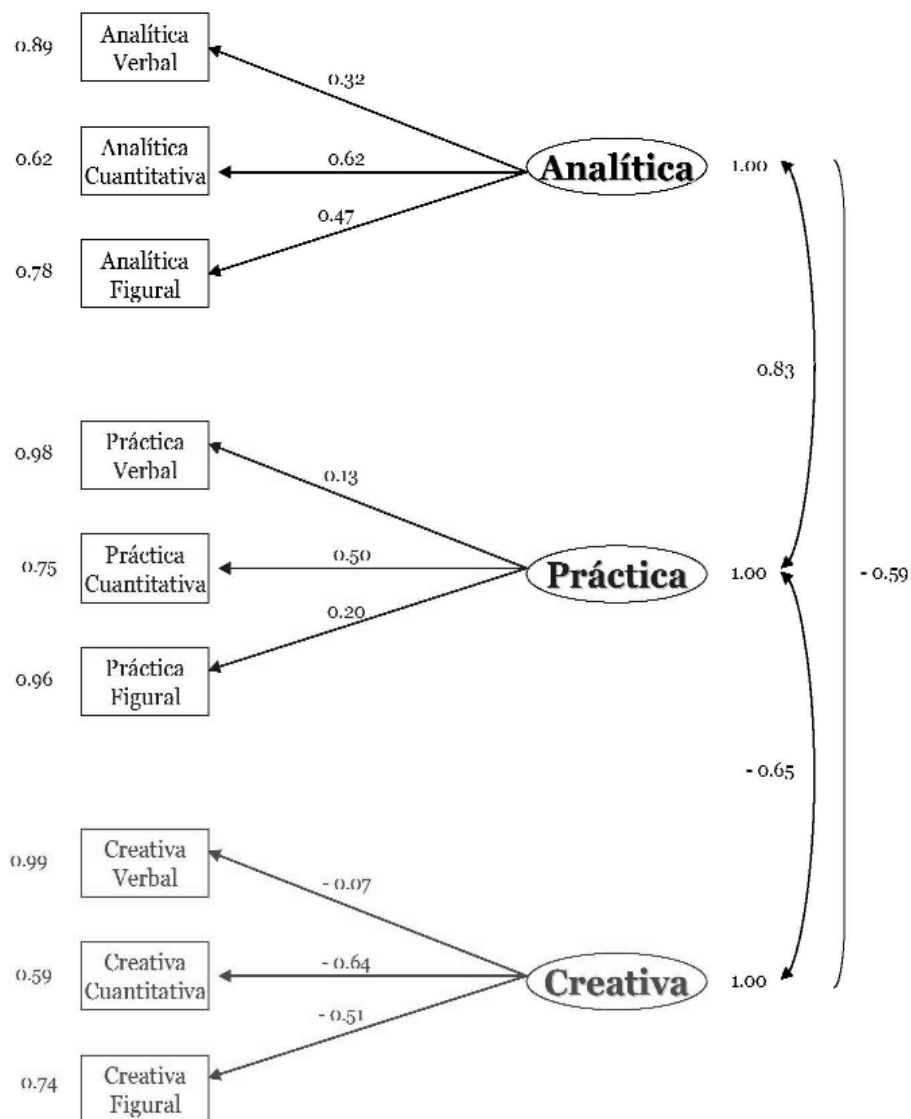 0.89
Analítica
Verbal
0.32
0.62
Analítica
Cuantitativa
0.62
Analítica
1.00
0.47
0.78
Analítica
Figural
0.83
0.98
Práctica
Verbal
0.13
0.75
Práctica
Cuantitativa
0.50
Práctica
1.00
- 0.59
0.20
0.96
Práctica
Figural
- 0.65
0.99
Creativa
Verbal
- 0.07
0.59
Creativa
Cuantitativa
- 0.64
Creativa
1.00
- 0.51
0.74
Creativa
Figural